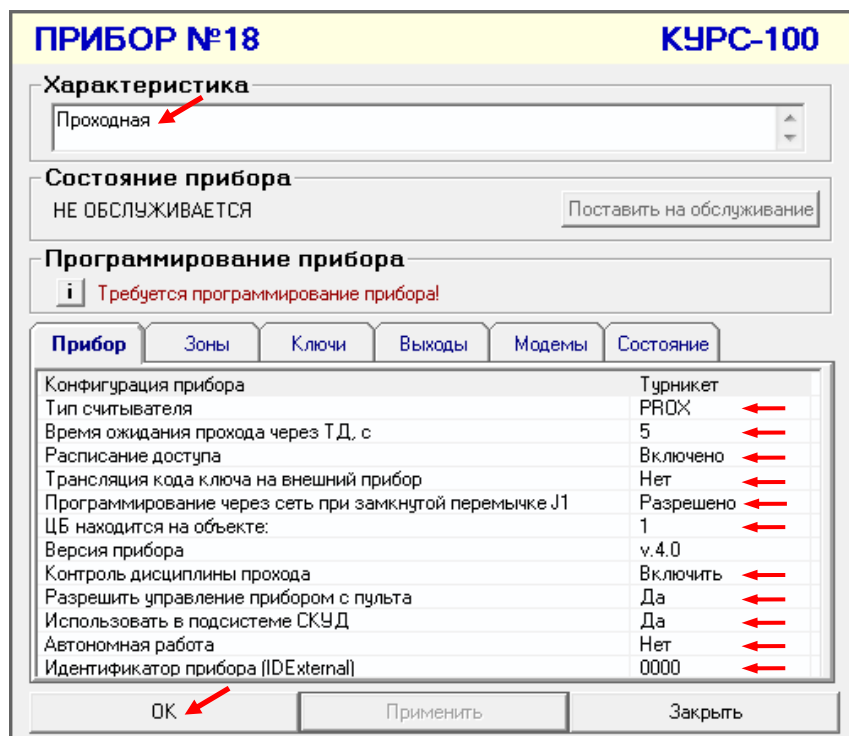 ПРИБОР №18 КУРС-100
Характеристика
Проходная
Состояние прибора
НЕ ОБСЛУЖИВАЕТСЯ Поставить на обслуживание
Программирование прибора
i Требуется программирование прибора!
Прибор Зоны Ключи Выходы Модемы Состояние
Конфигурация прибора Турникет
Тип считывателя PROX
Время ожидания прохода через ТД, с 5
Расписание доступа Включено
Трансляция кода ключа на внешний прибор Нет
Программирование через сеть при замкнутой перемычке J1 Разрешено
ЦБ находится на объекте: 1
Версия прибора v.4.0
Контроль дисциплины прохода Включить
Разрешить управление прибором с пульта Да
Использовать в подсистеме СКУД Да
Автономная работа Нет
Идентификатор прибора (IDExternal) 0000
OK Применить Закрыть